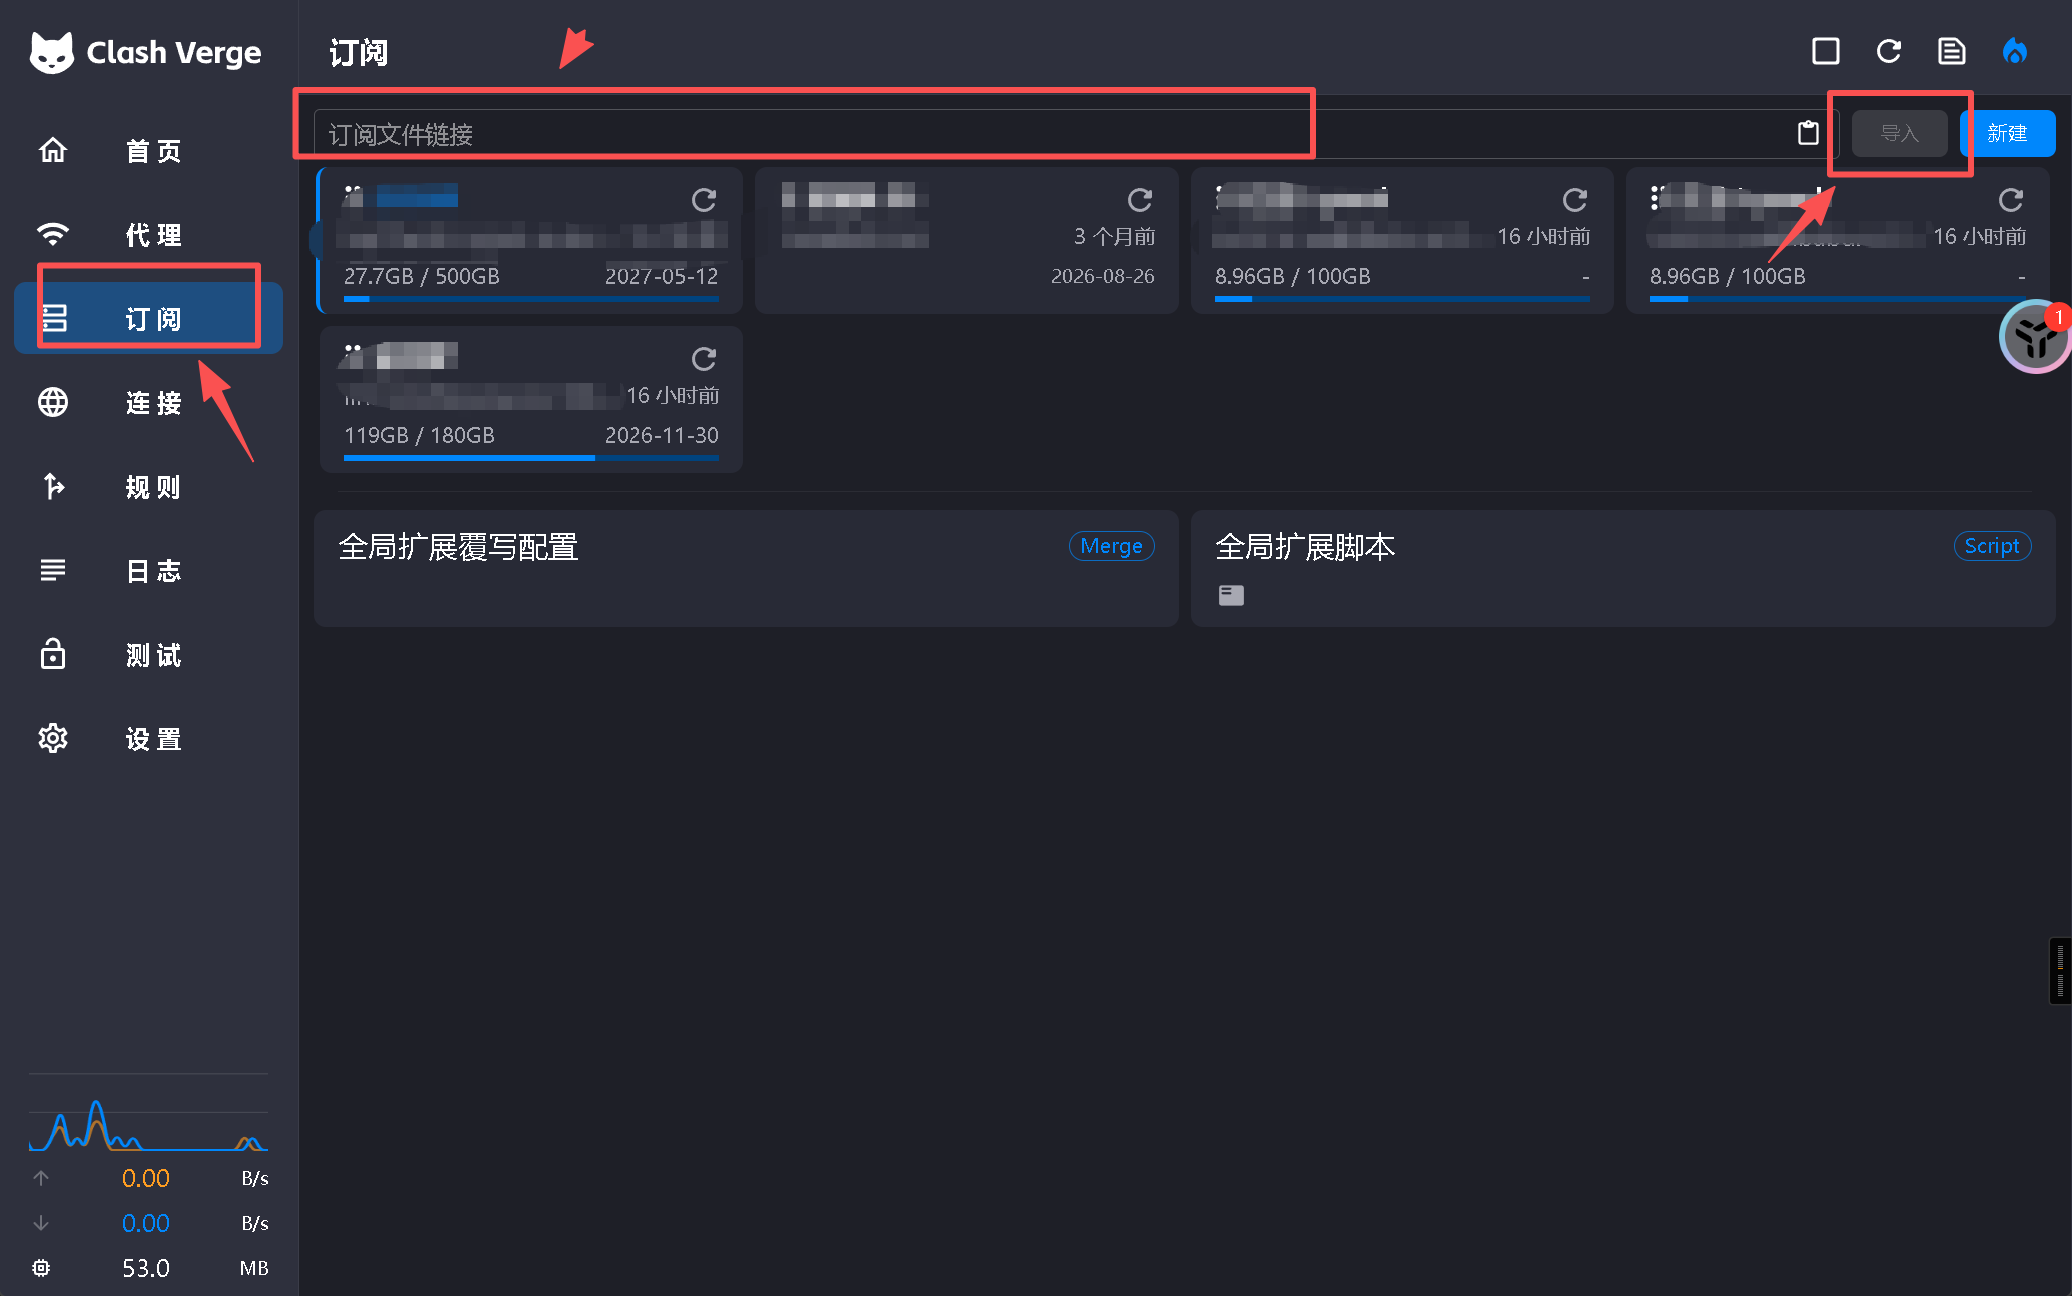 Clash Verge
订阅
首页
代理
订阅
连接
规则
日志
测试
设置
0.00 B/s
0.00 B/s
53.0 MB
订阅文件链接
导入
新建
27.7GB / 500GB 2027-05-12
3 个月前
2026-08-26
16 小时前
8.96GB / 100GB -
16 小时前
8.96GB / 100GB -
1
16 小时前
119GB / 180GB 2026-11-30
全局扩展覆写配置 Merge
全局扩展脚本 Script